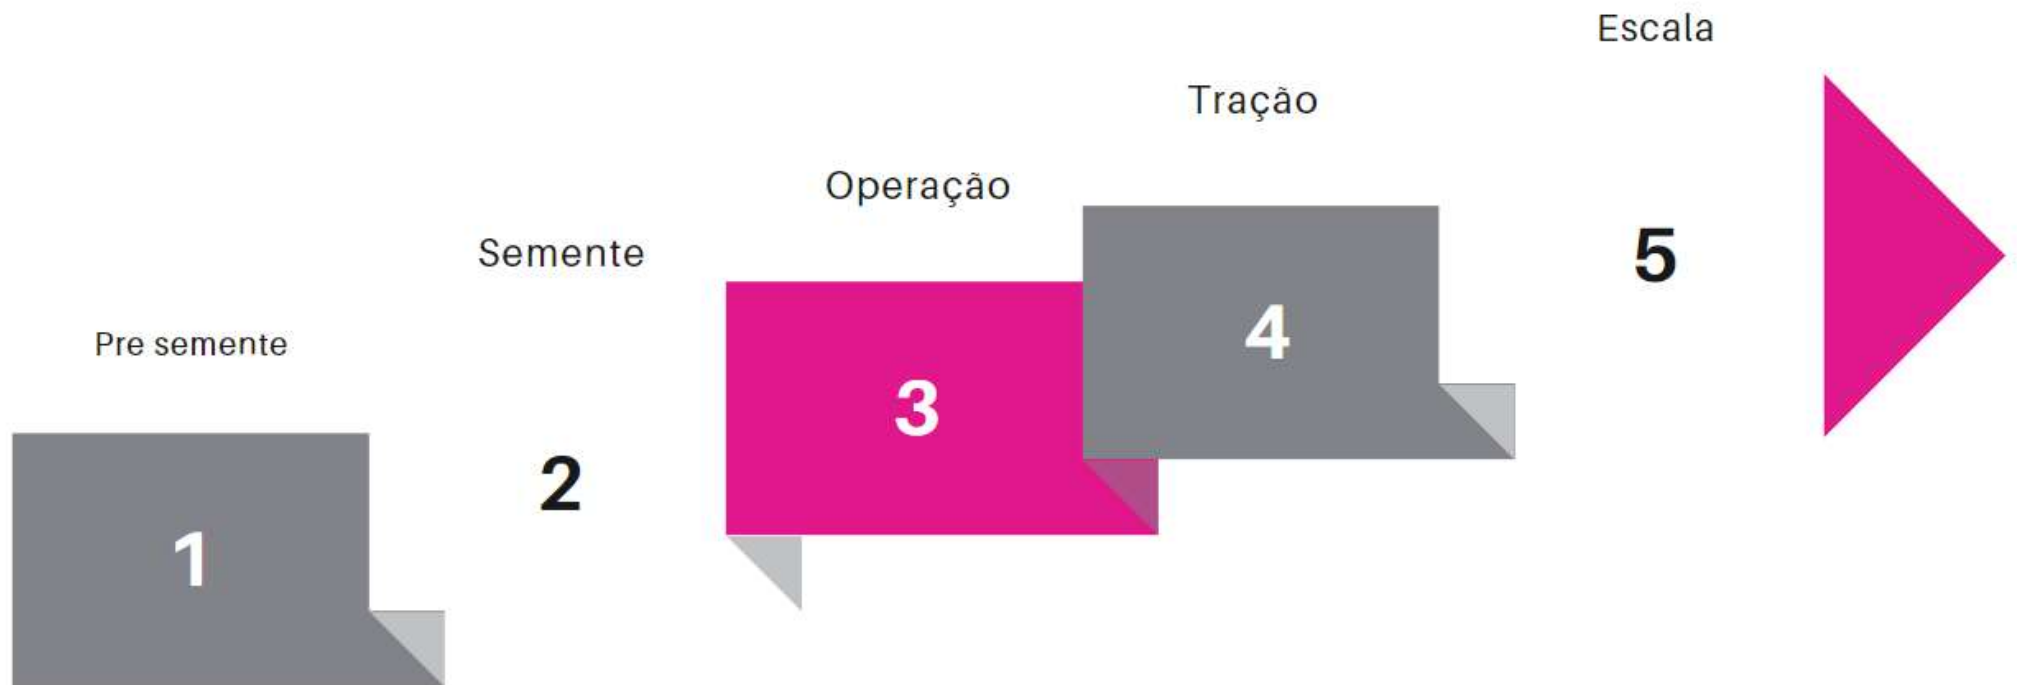 Pre semente
1
Semente
2
Operação
3
Tração
4
Escala
5